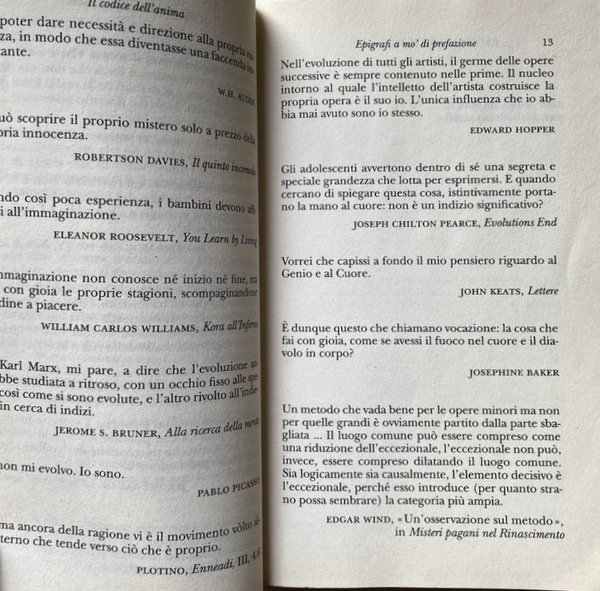 Il codice dell'anima
poter dare necessità e direzione alla propria
in modo che essa diventasse una faccenda
tante.
W.H. AUDEN
può scoprire il proprio mistero solo a prezzo della
propria innocenza.
ROBERTSON DAVIES, Il quinto incomodo
ndo così poca esperienza, i bambini devono
i all'immaginazione.
ELEANOR ROOSEVELT, You Learn by Living
mmaginazione non conosce né inizio né fine, ma
con gioia le proprie stagioni, scompaginandone
dine a piacere.
WILLIAM CARLOS WILLIAMS, Kora all'Inferno
Karl Marx, mi pare, a dire che l'evoluzione
bbe studiata a ritroso, con un occhio fisso alle
così come si sono evolute, e l'altro rivolto
in cerca di indizi.
JEROME S. BRUNER, Alla ricerca della mente
non mi evolvo. Io sono.
PABLO PICASSO
ma ancora della ragione vi è il movimento vòlto
terno che tende verso ciò che è proprio.
PLOTINO, Enneadi, III, 4.6
Epigrafi a mo' di prefazione 13
Nell'evoluzione di tutti gli artisti, il germe delle opere
successive è sempre contenuto nelle prime. Il nucleo
intorno al quale l'intelletto dell'artista costruisce la
propria opera è il suo io. L'unica influenza che io ab-
bia mai avuto sono io stesso.
EDWARD HOPPER
Gli adolescenti avvertono dentro di sé una segreta e
speciale grandezza che lotta per esprimersi. E quando
cercano di spiegare questa cosa, istintivamente porta-
no la mano al cuore: non è un indizio significativo?
JOSEPH CHILTON PEARCE, Evolutions End
Vorrei che capissi a fondo il mio pensiero riguardo al
Genio e al Cuore.
JOHN KEATS, Lettere
È dunque questo che chiamano vocazione: la cosa che
fai con gioia, come se avessi il fuoco nel cuore e il dia-
volo in corpo?
JOSEPHINE BAKER
Un metodo che vada bene per le opere minori ma non
per quelle grandi è ovviamente partito dalla parte sba-
gliata ... Il luogo comune può essere compreso come
una riduzione dell'eccezionale, l'eccezionale non può,
invece, essere compreso dilatando il luogo comune.
Sia logicamente sia causalmente, l'elemento decisivo è
l'eccezionale, perché esso introduce (per quanto stra-
no possa sembrare) la categoria più ampia.
EDGAR WIND, «Un'osservazione sul metodo»,
in Misteri pagani nel Rinascimento